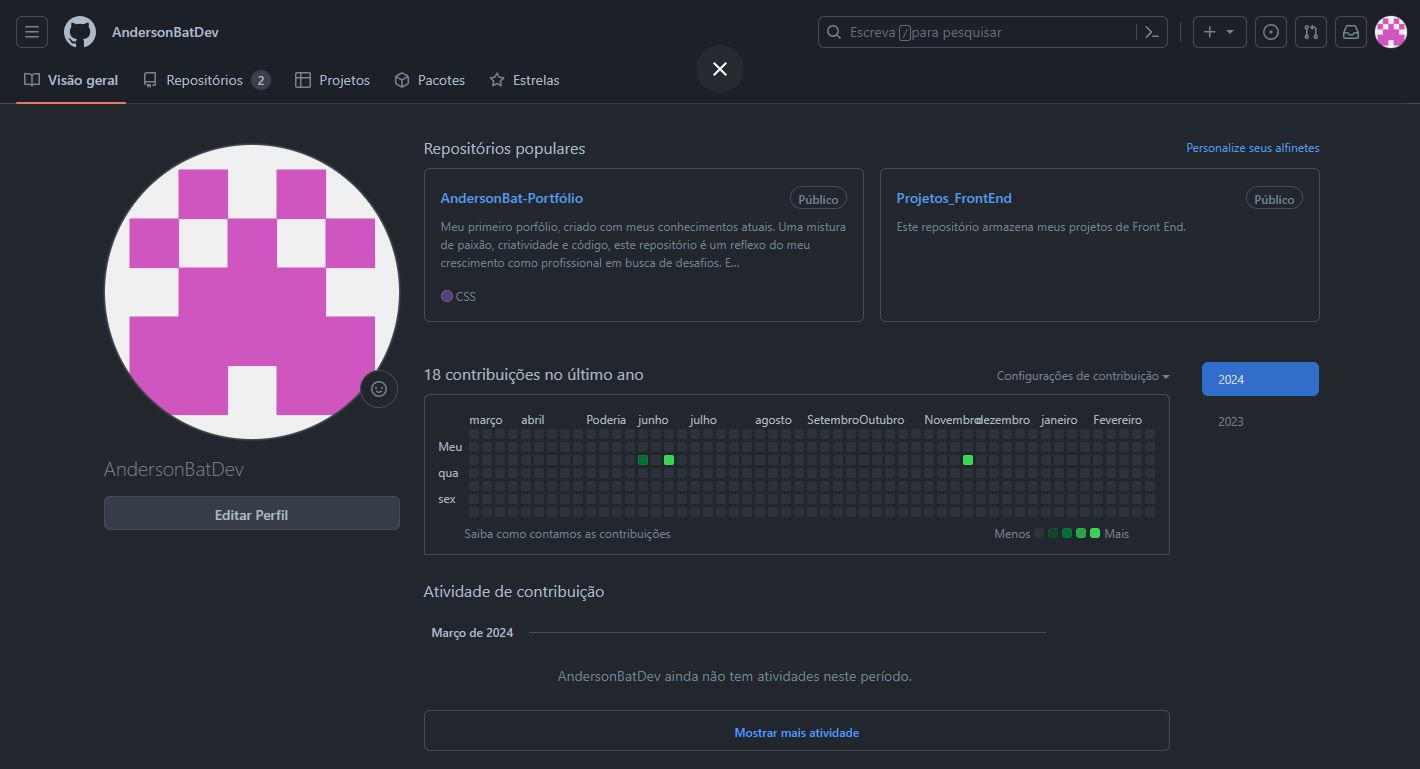 AndersonBatDev
Escreva / para pesquisar
Visão geral
Repositórios 2
Projetos
Pacotes
Estrelas
Repositórios populares
Personalize seus alfinetes
AndersonBat-Portfólio
Público
Meu primeiro porfólio, criado com meus conhecimentos atuais. Uma mistura
de paixão, criatividade e código, este repositório é um reflexo do meu
crescimento como profissional em busca de desafios. E...
CSS
Projetos_FrontEnd
Público
Este repositório armazena meus projetos de Front End.
AndersonBatDev
Editar Perfil
18 contribuições no último ano
Configurações de contribuição
2024
2023
março abril Poderia junho julho agosto Setembro Outubro Novembro dezembro janeiro Fevereiro
Meu
qua
sex
Saiba como contamos as contribuições
Menos Mais
Atividade de contribuição
Março de 2024
AndersonBatDev ainda não tem atividades neste período.
Mostrar mais atividade